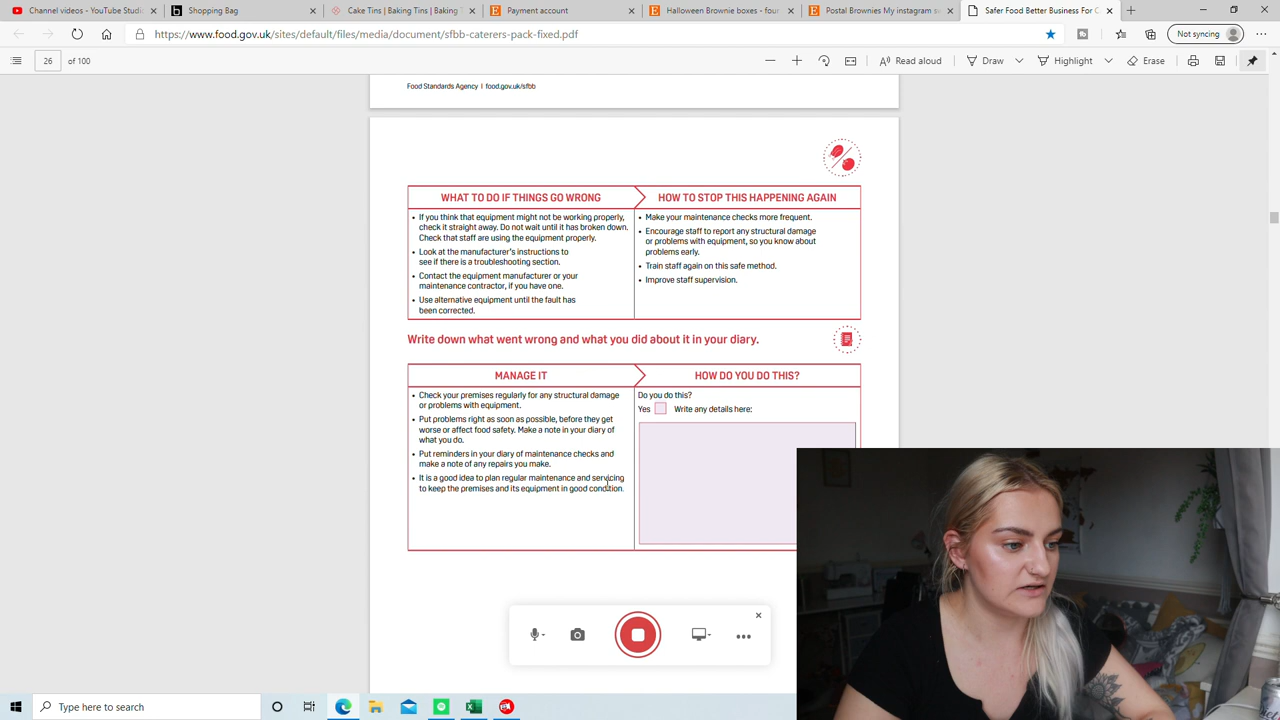 Channel videos - YouTube Studi
Shopping Bag
Cake Tins | Baking Tins | Baking T
Payment account
Halloween Brownie boxes - four
Postal Brownies My instagram s
Safer Food Better Business For C
https://www.food.gov.uk/sites/default/files/media/document/sfbb-caterers-pack-fixed.pdf
Not syncing
26 of 100
Read aloud
Draw
Highlight
Erase
Food Standards Agency | food.gov.uk/sfbb
WHAT TO DO IF THINGS GO WRONG
• If you think that equipment might not be working properly,
check it straight away. Do not wait until it has broken down.
Check that staff are using the equipment properly.
• Look at the manufacturer's instructions to
see if there is a troubleshooting section.
• Contact the equipment manufacturer or your
maintenance contractor, if you have one.
• Use alternative equipment until the fault has
been corrected.
HOW TO STOP THIS HAPPENING AGAIN
• Make your maintenance checks more frequent.
• Encourage staff to report any structural damage
or problems with equipment, so you know about
problems early.
• Train staff again on this safe method.
• Improve staff supervision.
Write down what went wrong and what you did about it in your diary.
MANAGE IT
• Check your premises regularly for any structural damage
or problems with equipment.
• Put problems right as soon as possible, before they get
worse or affect food safety. Make a note in your diary of
what you do.
• Put reminders in your diary of maintenance checks and
make a note of any repairs you make.
• It is a good idea to plan regular maintenance and servicing
to keep the premises and its equipment in good condition.
HOW DO YOU DO THIS?
Do you do this?
Yes Write any details here:
Type here to search